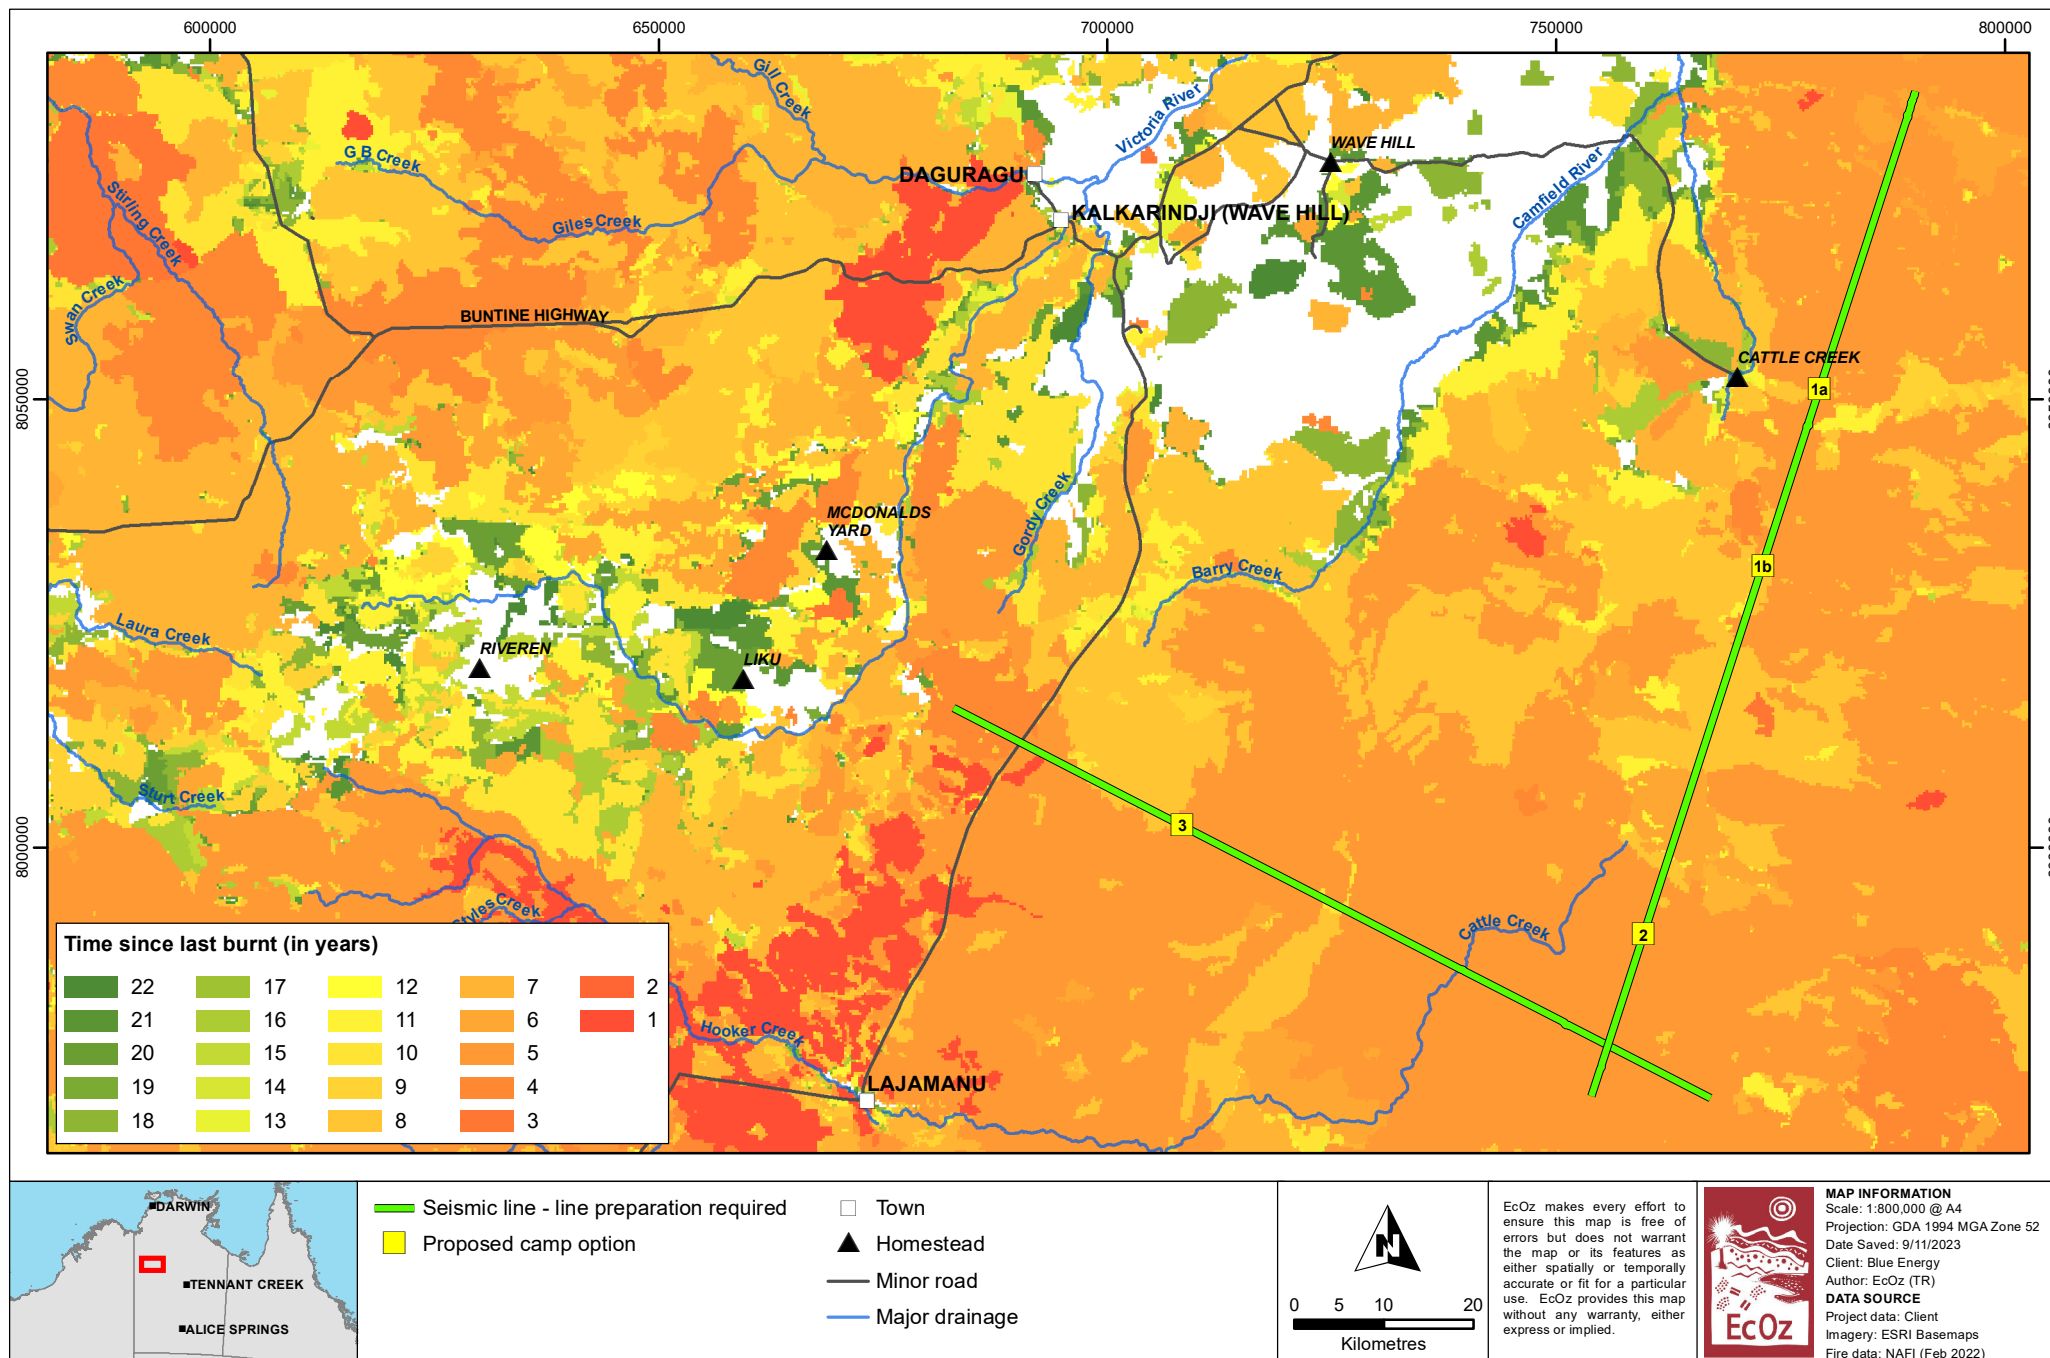 600000
650000
700000
750000
800000
Gill Creek
Victoria River
G B Creek
WAVE HILL
DAGURAGU
Camfield River
Stirling Creek
KALKARINDJI (WAVE HILL)
Giles Creek
Swan Creek
BUNTINE HIGHWAY
CATTLE CREEK
8050000
1a
MCDONALDS
YARD
Gordy Creek
Barry Creek
1b
Laura Creek
RIVEREN
LIKU
Sturt Creek
3
8000000
Styles Creek
Cattle Creek
2
Hooker Creek
LAJAMANU
Time since last burnt (in years)
22 17 12 7 2
21 16 11 6 1
20 15 10 5
19 14 9 4
18 13 8 3
DARWIN
TENNANT CREEK
ALICE SPRINGS
Seismic line - line preparation required
Proposed camp option
Town
Homestead
Minor road
Major drainage
N
0 5 10 20
Kilometres
EcOz makes every effort to
ensure this map is free of
errors but does not warrant
the map or its features as
either spatially or temporally
accurate or fit for a particular
use. EcOz provides this map
without any warranty, either
express or implied.
EcOz
MAP INFORMATION
Scale: 1:800,000 @ A4
Projection: GDA 1994 MGA Zone 52
Date Saved: 9/11/2023
Client: Blue Energy
Author: EcOz (TR)
DATA SOURCE
Project data: Client
Imagery: ESRI Basemaps
Fire data: NAFI (Feb 2022)